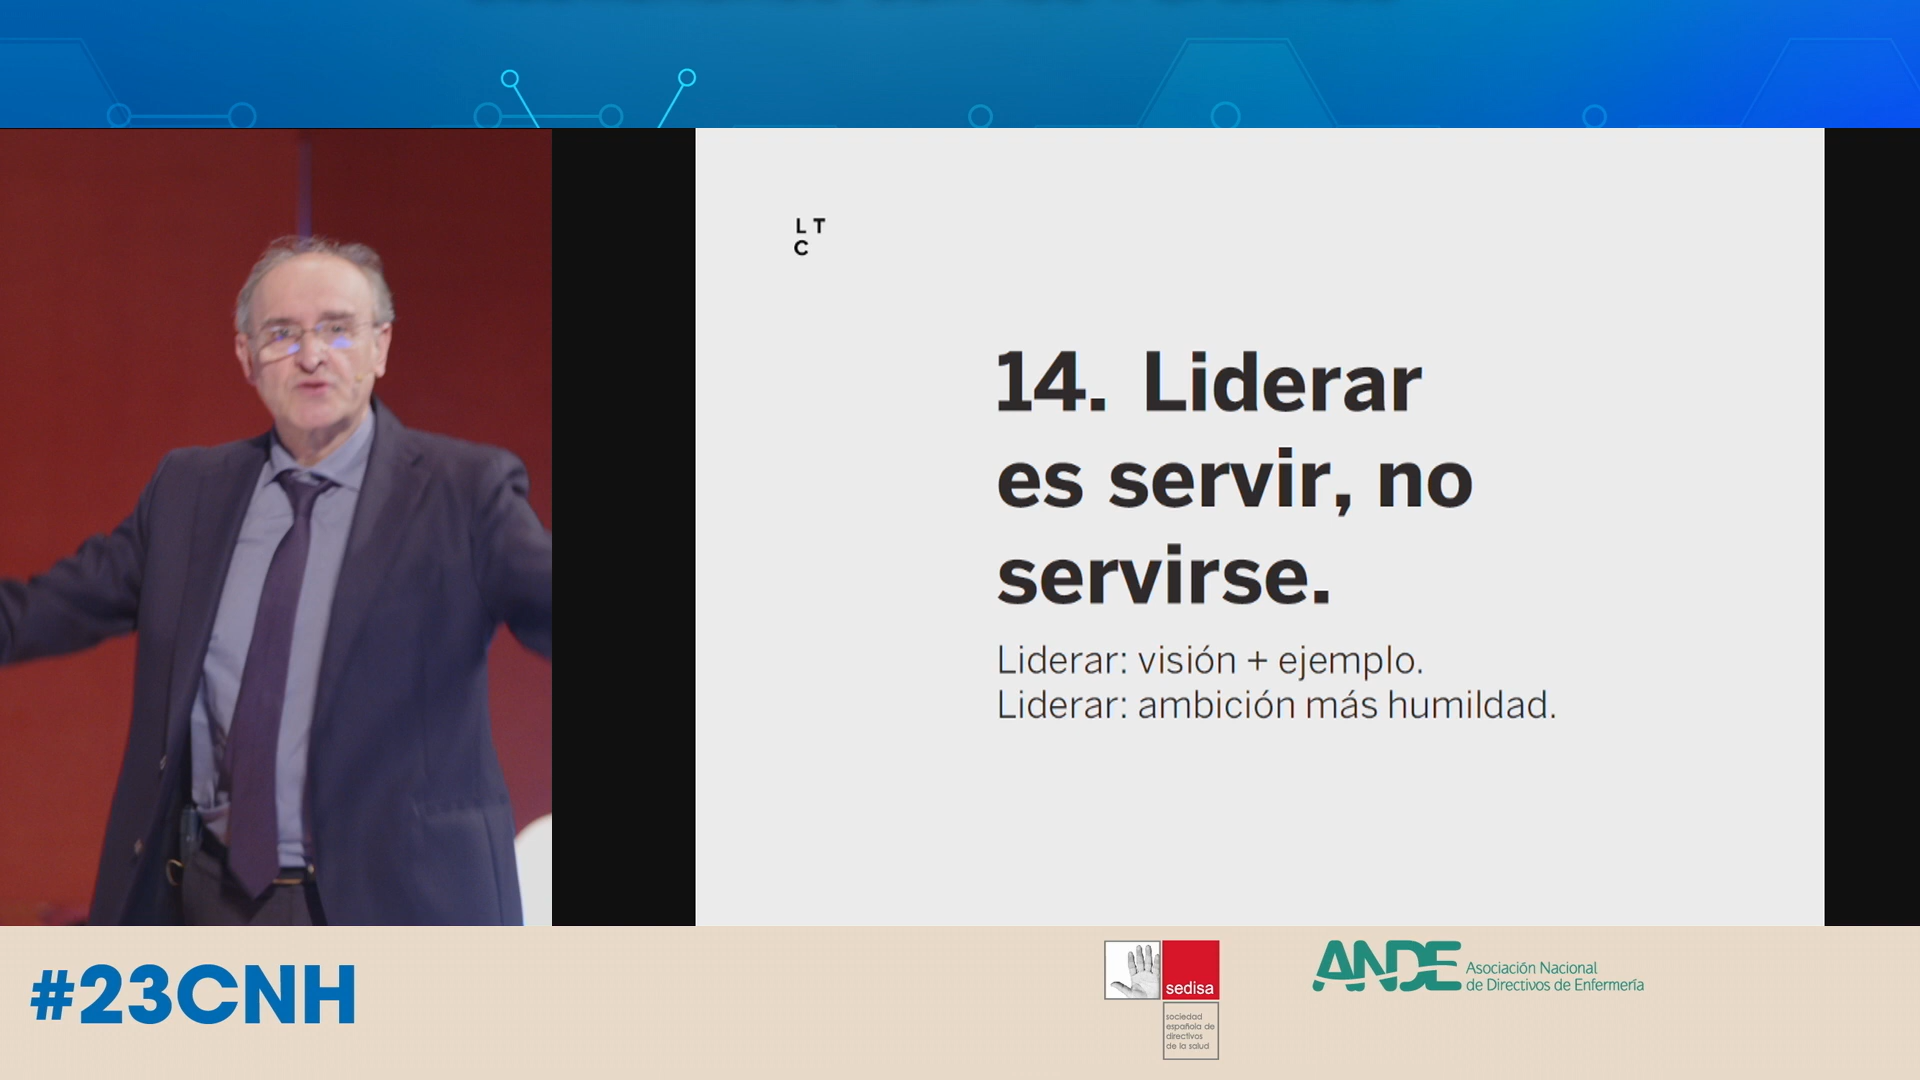 L T
C
14. Liderar
es servir, no
servirse.
Liderar: visión + ejemplo.
Liderar: ambición más humildad.
#23CNH
sedisa
sociedad
española de
directivos
de la salud
ANDE
Asociación Nacional
de Directivos de Enfermería